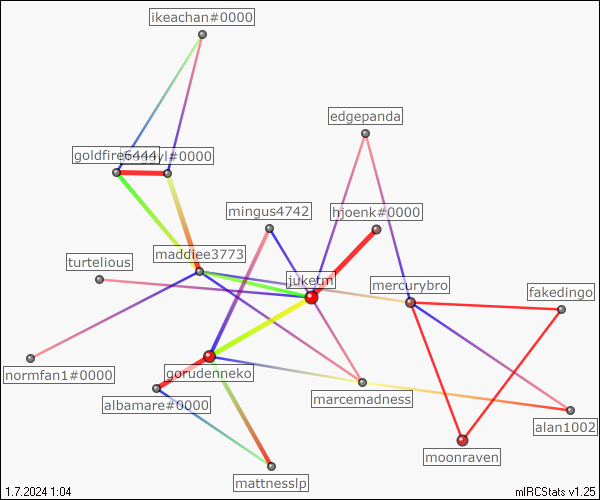 ikeachan#0000
edgepanda
goldfire6444
yl#0000
mingus4742
hjoenk#0000
maddiee3773
turtelious
juketm
mercurybro
fakedingo
gorudenneko
normfan1#0000
marcemadness
albamare#0000
alan1002
moonraven
mattnesslp
1.7.2024 1:04
mIRCStats v1.25